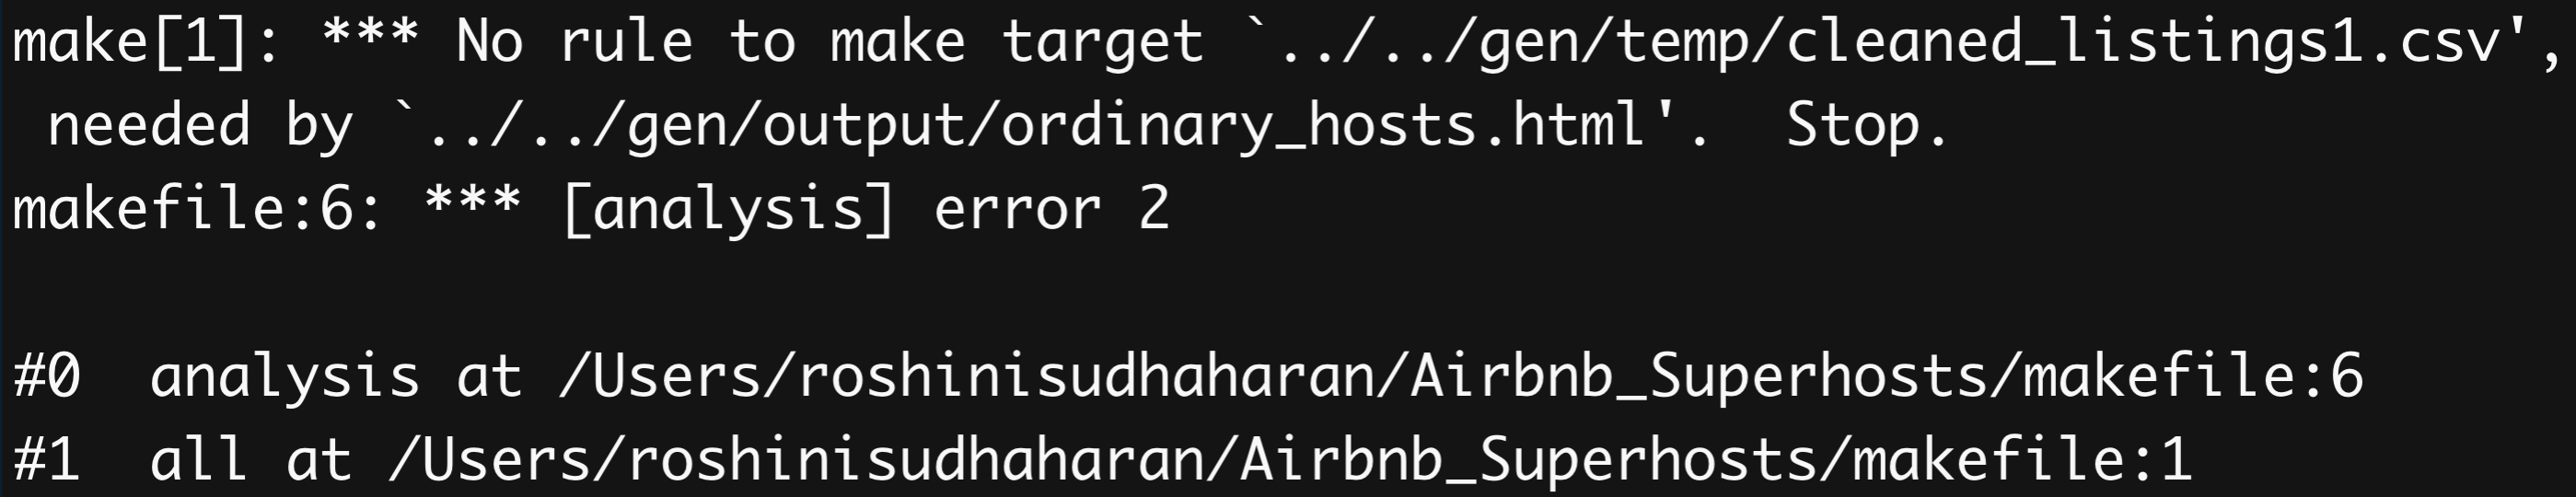 make[1]: *** No rule to make target `../../gen/temp/cleaned_listings1.csv',
 needed by `../../gen/output/ordinary_hosts.html'.  Stop.
makefile:6: *** [analysis] error 2
#0  analysis at /Users/roshinisudhaharan/Airbnb_Superhosts/makefile:6
#1  all at /Users/roshinisudhaharan/Airbnb_Superhosts/makefile:1